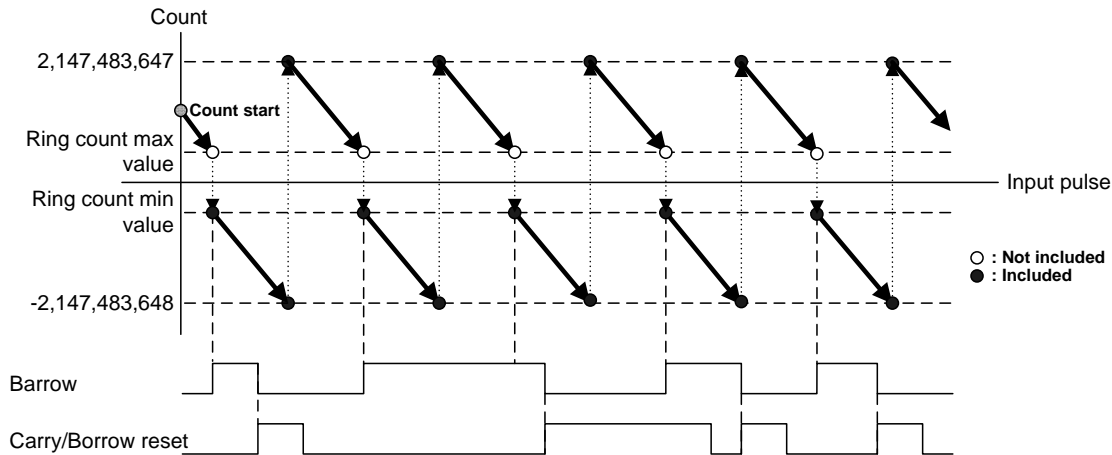 Count
2,147,483,647
Count start
Ring count max
value
Input pulse
Ring count min
value
: Not included
: Included
-2,147,483,648
Barrow
Carry/Borrow reset